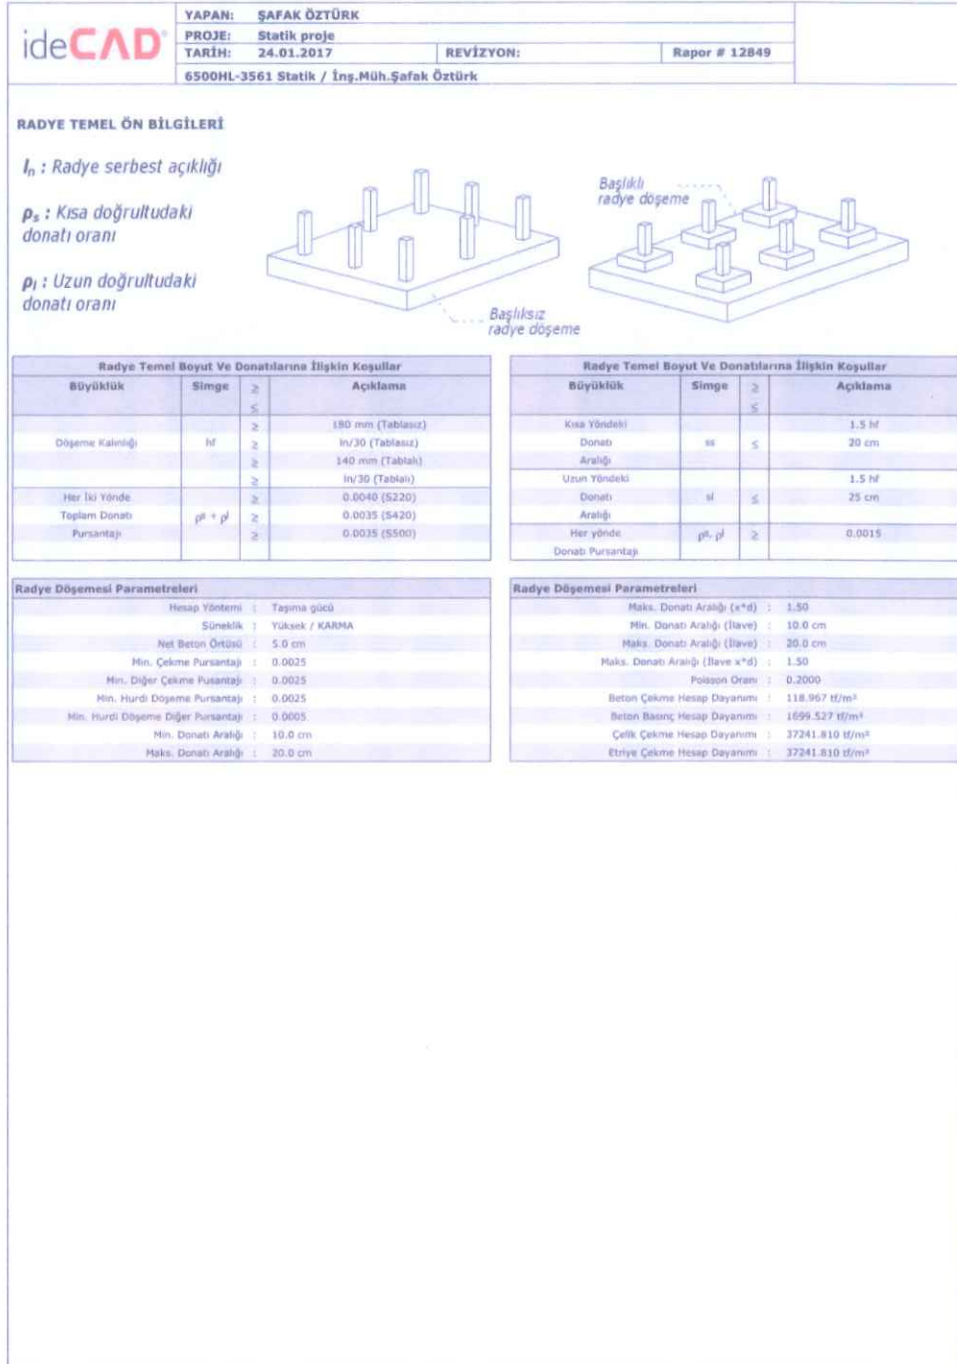 ideCAD®
YAPAN: ŞAFAK ÖZTÜRK
PROJE: Statik proje
TARİH: 24.01.2017 REVİZYON: Rapor # 12849
6500HL-3561 Statik / İnş.Müh.Şafak Öztürk
RADYE TEMEL ÖN BİLGİLERİ
ln : Radye serbest açıklığı
ρs : Kısa doğrultudaki
donatı oranı
ρl : Uzun doğrultudaki
donatı oranı
Başlıksız
radye döşeme
Başlıklı
radye döşeme
Radye Temel Boyut Ve Donatılarına İlişkin Koşullar
Büyüklük Simge ≥ Açıklama
≤
≥ 180 mm (Tablasız)
Döşeme Kalınlığı hf ≥ ln/30 (Tablasız)
≥ 140 mm (Tablalı)
≥ ln/30 (Tablalı)
Her İki Yönde ≥ 0.0040 (S220)
Toplam Donatı ρs + ρl ≥ 0.0035 (S420)
Pursantajı ≥ 0.0035 (S500)
Radye Temel Boyut Ve Donatılarına İlişkin Koşullar
Büyüklük Simge ≥ Açıklama
≤
Kısa Yöndeki 1.5 hf
Donatı ss ≤ 20 cm
Aralığı
Uzun Yöndeki 1.5 hf
Donatı sl ≤ 25 cm
Aralığı
Her yönde ρs, ρl ≥ 0.0015
Donatı Pursantajı
Radye Döşemesi Parametreleri
Hesap Yöntemi : Taşıma gücü
Süneklik : Yüksek / KARMA
Net Beton Örtüsü : 5.0 cm
Min. Çekme Pursantajı : 0.0025
Min. Diğer Çekme Pusantajı : 0.0025
Min. Hurdi Döşeme Pursantajı : 0.0025
Min. Hurdi Döşeme Diğer Pursantajı : 0.0005
Min. Donatı Aralığı : 10.0 cm
Maks. Donatı Aralığı : 20.0 cm
Radye Döşemesi Parametreleri
Maks. Donatı Aralığı (x*d) : 1.50
Min. Donatı Aralığı (İlave) : 10.0 cm
Maks. Donatı Aralığı (İlave) : 20.0 cm
Maks. Donatı Aralığı (İlave x*d) : 1.50
Poisson Oranı : 0.2000
Beton Çekme Hesap Dayanımı : 118.967 tf/m²
Beton Basınç Hesap Dayanımı : 1699.527 tf/m²
Çelik Çekme Hesap Dayanımı : 37241.810 tf/m²
Etriye Çekme Hesap Dayanımı : 37241.810 tf/m²